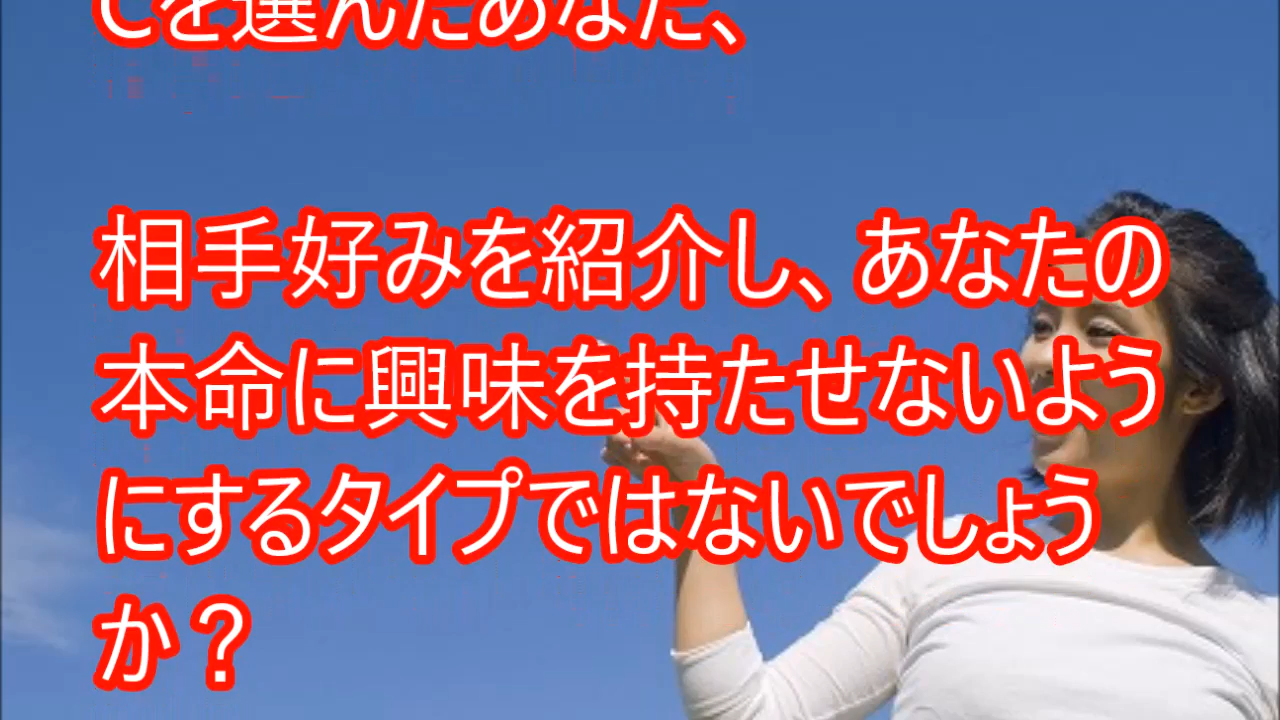 Cを選んだあなた、
相手好みを紹介し、あなたの
本命に興味を持たせないよう
にするタイプではないでしょう
か？